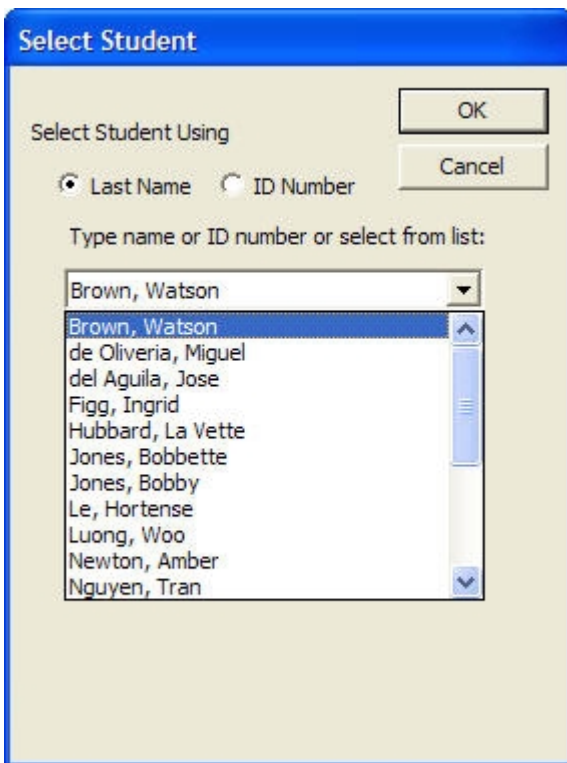 Select Student
OK
Select Student Using
Cancel
Last Name ID Number
Type name or ID number or select from list:
Brown, Watson
Brown, Watson
de Oliveria, Miguel
del Aguila, Jose
Figg, Ingrid
Hubbard, La Vette
Jones, Bobbette
Jones, Bobby
Le, Hortense
Luong, Woo
Newton, Amber
Nguyen, Tran